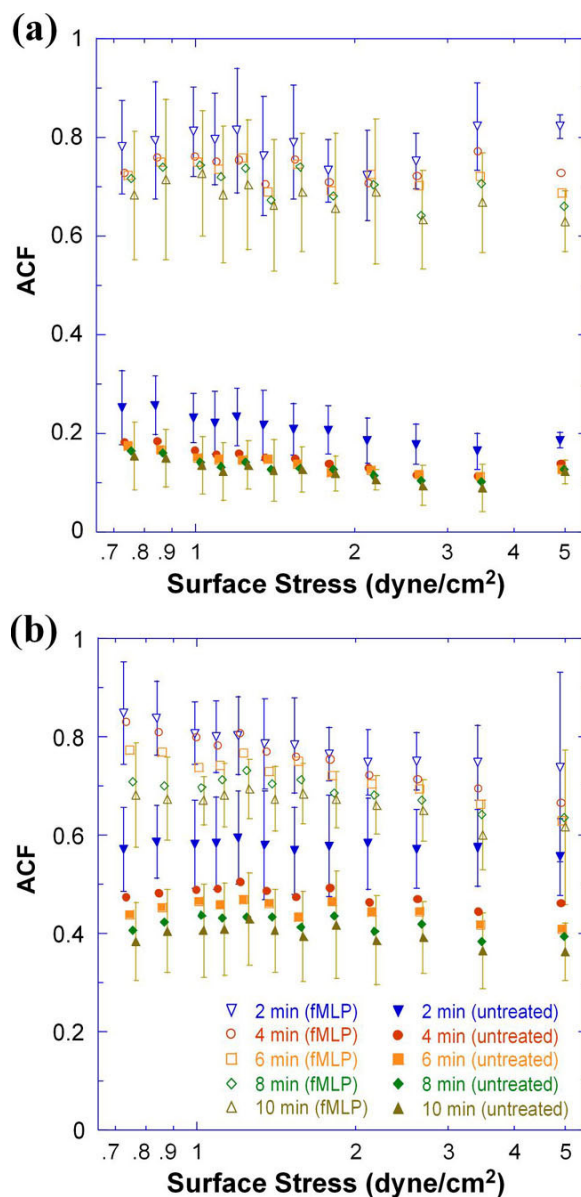 (a)
1
0.8
0.6
0.4
0.2
0
ACF
.7 .8 .9 1 2 3 4 5
Surface Stress (dyne/cm²)
(b)
1
0.8
0.6
0.4
0.2
0
ACF
2 min (fMLP) 2 min (untreated)
4 min (fMLP) 4 min (untreated)
6 min (fMLP) 6 min (untreated)
8 min (fMLP) 8 min (untreated)
10 min (fMLP) 10 min (untreated)
.7 .8 .9 1 2 3 4 5
Surface Stress (dyne/cm²)